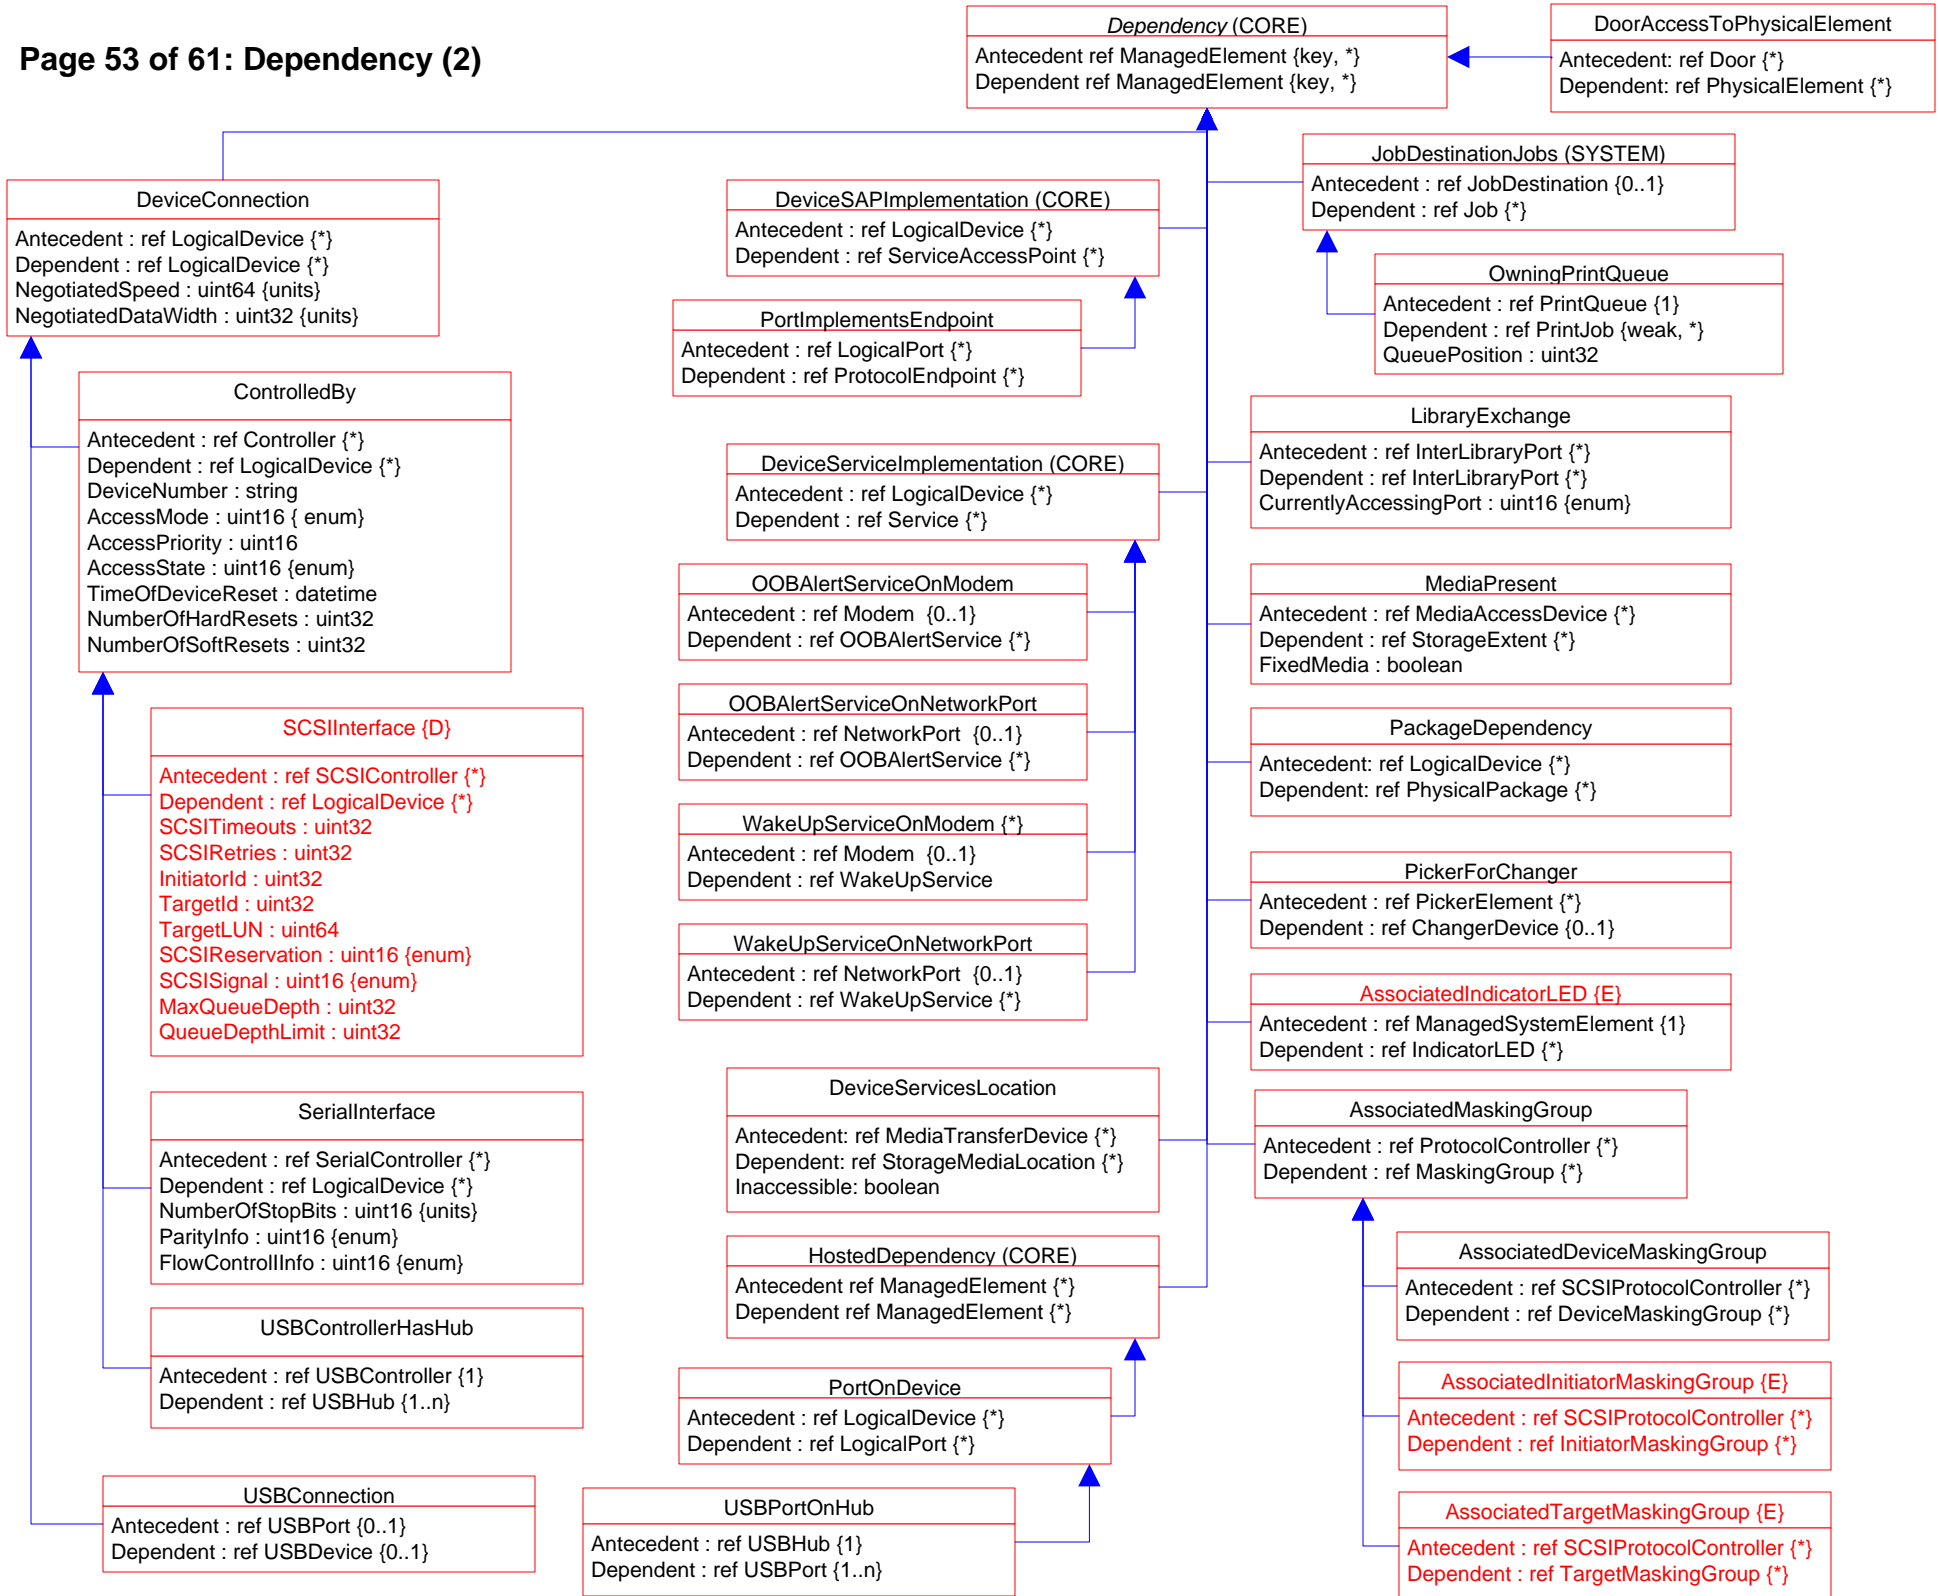 Page 53 of 61: Dependency (2)
Dependency (CORE)
Antecedent ref ManagedElement {key, *}
Dependent ref ManagedElement {key, *}
DoorAccessToPhysicalElement
Antecedent: ref Door {*}
Dependent: ref PhysicalElement {*}
DeviceConnection
Antecedent : ref LogicalDevice {*}
Dependent : ref LogicalDevice {*}
NegotiatedSpeed : uint64 {units}
NegotiatedDataWidth : uint32 {units}
ControlledBy
Antecedent : ref Controller {*}
Dependent : ref LogicalDevice {*}
DeviceNumber : string
AccessMode : uint16 { enum}
AccessPriority : uint16
AccessState : uint16 {enum}
TimeOfDeviceReset : datetime
NumberOfHardResets : uint32
NumberOfSoftResets : uint32
SCSIInterface {D}
Antecedent : ref SCSIController {*}
Dependent : ref LogicalDevice {*}
SCSITimeouts : uint32
SCSIRetries : uint32
InitiatorId : uint32
TargetId : uint32
TargetLUN : uint64
SCSIReservation : uint16 {enum}
SCSISignal : uint16 {enum}
MaxQueueDepth : uint32
QueueDepthLimit : uint32
SerialInterface
Antecedent : ref SerialController {*}
Dependent : ref LogicalDevice {*}
NumberOfStopBits : uint16 {units}
ParityInfo : uint16 {enum}
FlowControlIInfo : uint16 {enum}
USBControllerHasHub
Antecedent : ref USBController {1}
Dependent : ref USBHub {1..n}
USBConnection
Antecedent : ref USBPort {0..1}
Dependent : ref USBDevice {0..1}
DeviceSAPImplementation (CORE)
Antecedent : ref LogicalDevice {*}
Dependent : ref ServiceAccessPoint {*}
PortImplementsEndpoint
Antecedent : ref LogicalPort {*}
Dependent : ref ProtocolEndpoint {*}
DeviceServiceImplementation (CORE)
Antecedent : ref LogicalDevice {*}
Dependent : ref Service {*}
OOBAlertServiceOnModem
Antecedent : ref Modem {0..1}
Dependent : ref OOBAlertService {*}
OOBAlertServiceOnNetworkPort
Antecedent : ref NetworkPort {0..1}
Dependent : ref OOBAlertService {*}
WakeUpServiceOnModem {*}
Antecedent : ref Modem {0..1}
Dependent : ref WakeUpService
WakeUpServiceOnNetworkPort
Antecedent : ref NetworkPort {0..1}
Dependent : ref WakeUpService {*}
DeviceServicesLocation
Antecedent: ref MediaTransferDevice {*}
Dependent: ref StorageMediaLocation {*}
Inaccessible: boolean
HostedDependency (CORE)
Antecedent ref ManagedElement {*}
Dependent ref ManagedElement {*}
PortOnDevice
Antecedent : ref LogicalDevice {*}
Dependent : ref LogicalPort {*}
USBPortOnHub
Antecedent : ref USBHub {1}
Dependent : ref USBPort {1..n}
JobDestinationJobs (SYSTEM)
Antecedent : ref JobDestination {0..1}
Dependent : ref Job {*}
OwningPrintQueue
Antecedent : ref PrintQueue {1}
Dependent : ref PrintJob {weak, *}
QueuePosition : uint32
LibraryExchange
Antecedent : ref InterLibraryPort {*}
Dependent : ref InterLibraryPort {*}
CurrentlyAccessingPort : uint16 {enum}
MediaPresent
Antecedent : ref MediaAccessDevice {*}
Dependent : ref StorageExtent {*}
FixedMedia : boolean
PackageDependency
Antecedent: ref LogicalDevice {*}
Dependent: ref PhysicalPackage {*}
PickerForChanger
Antecedent : ref PickerElement {*}
Dependent : ref ChangerDevice {0..1}
AssociatedIndicatorLED {E}
Antecedent : ref ManagedSystemElement {1}
Dependent : ref IndicatorLED {*}
AssociatedMaskingGroup
Antecedent : ref ProtocolController {*}
Dependent : ref MaskingGroup {*}
AssociatedDeviceMaskingGroup
Antecedent : ref SCSIProtocolController {*}
Dependent : ref DeviceMaskingGroup {*}
AssociatedInitiatorMaskingGroup {E}
Antecedent : ref SCSIProtocolController {*}
Dependent : ref InitiatorMaskingGroup {*}
AssociatedTargetMaskingGroup {E}
Antecedent : ref SCSIProtocolController {*}
Dependent : ref TargetMaskingGroup {*}